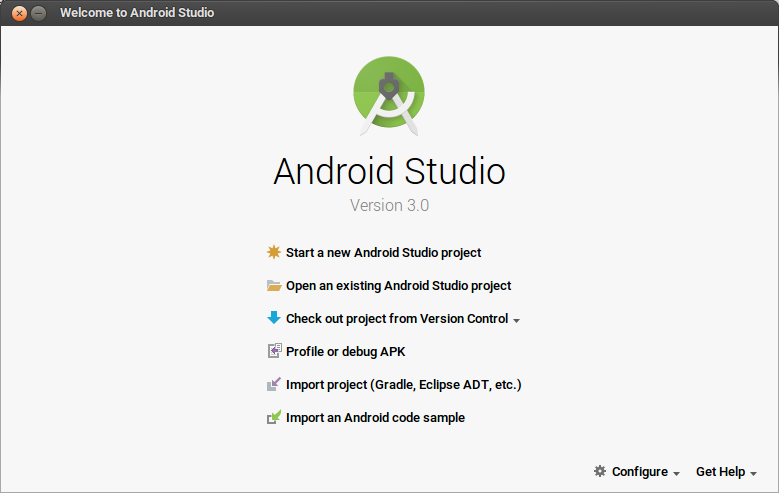 Welcome to Android Studio
Android Studio
Version 3.0
Start a new Android Studio project
Open an existing Android Studio project
Check out project from Version Control
Profile or debug APK
Import project (Gradle, Eclipse ADT, etc.)
Import an Android code sample
Configure Get Help